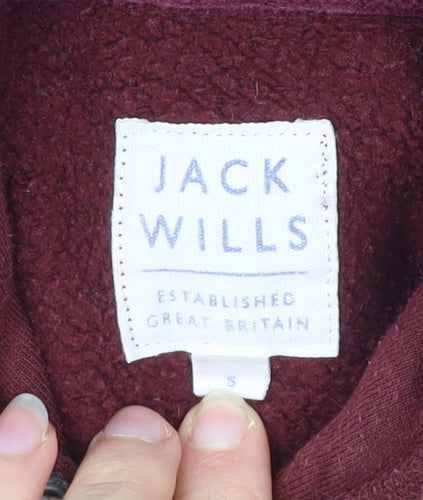 JACK
WILLS
ESTABLISHED
GREAT BRITAIN
S